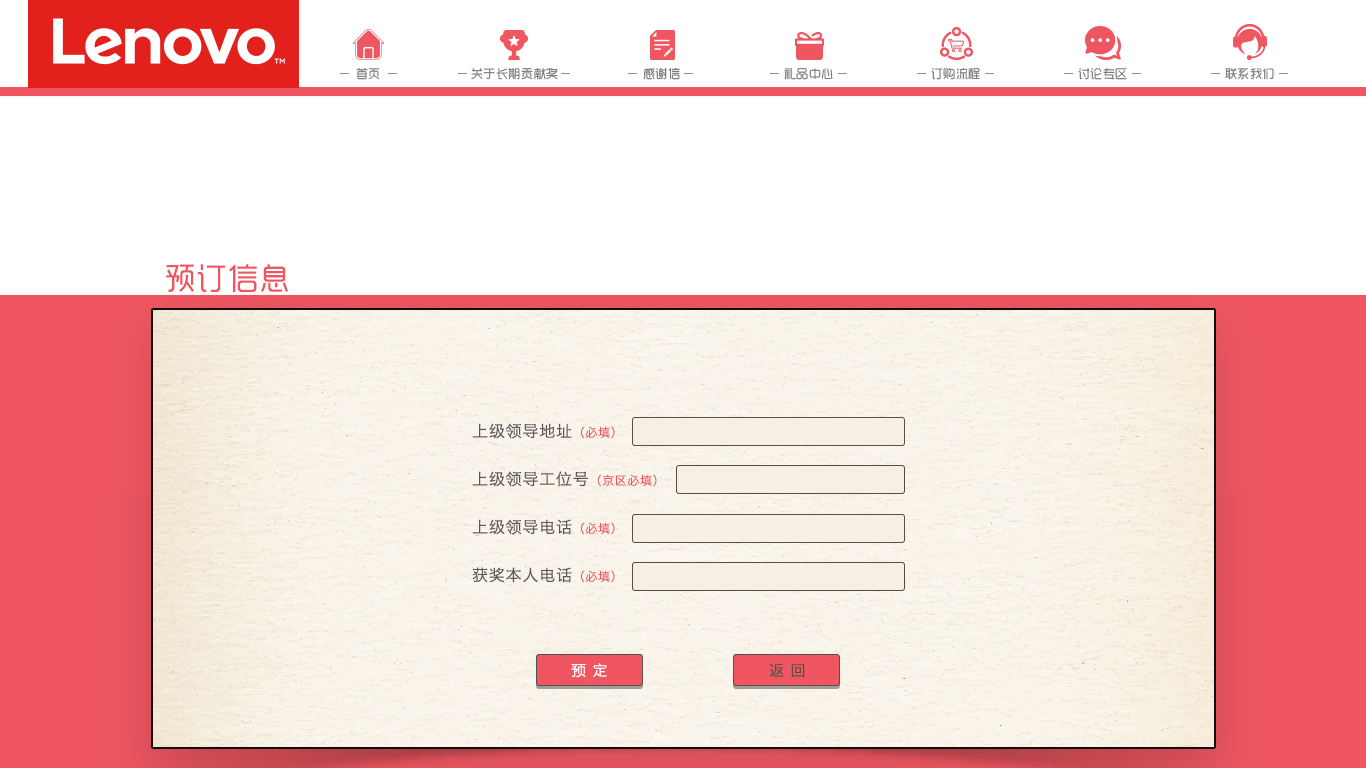 Lenovo™
首页 关于长期贡献奖 感谢信 礼品中心 订购流程 讨论专区 联系我们
预订信息
上级领导地址（必填）
上级领导工位号（京区必填）
上级领导电话（必填）
获奖本人电话（必填）
预 定 返 回